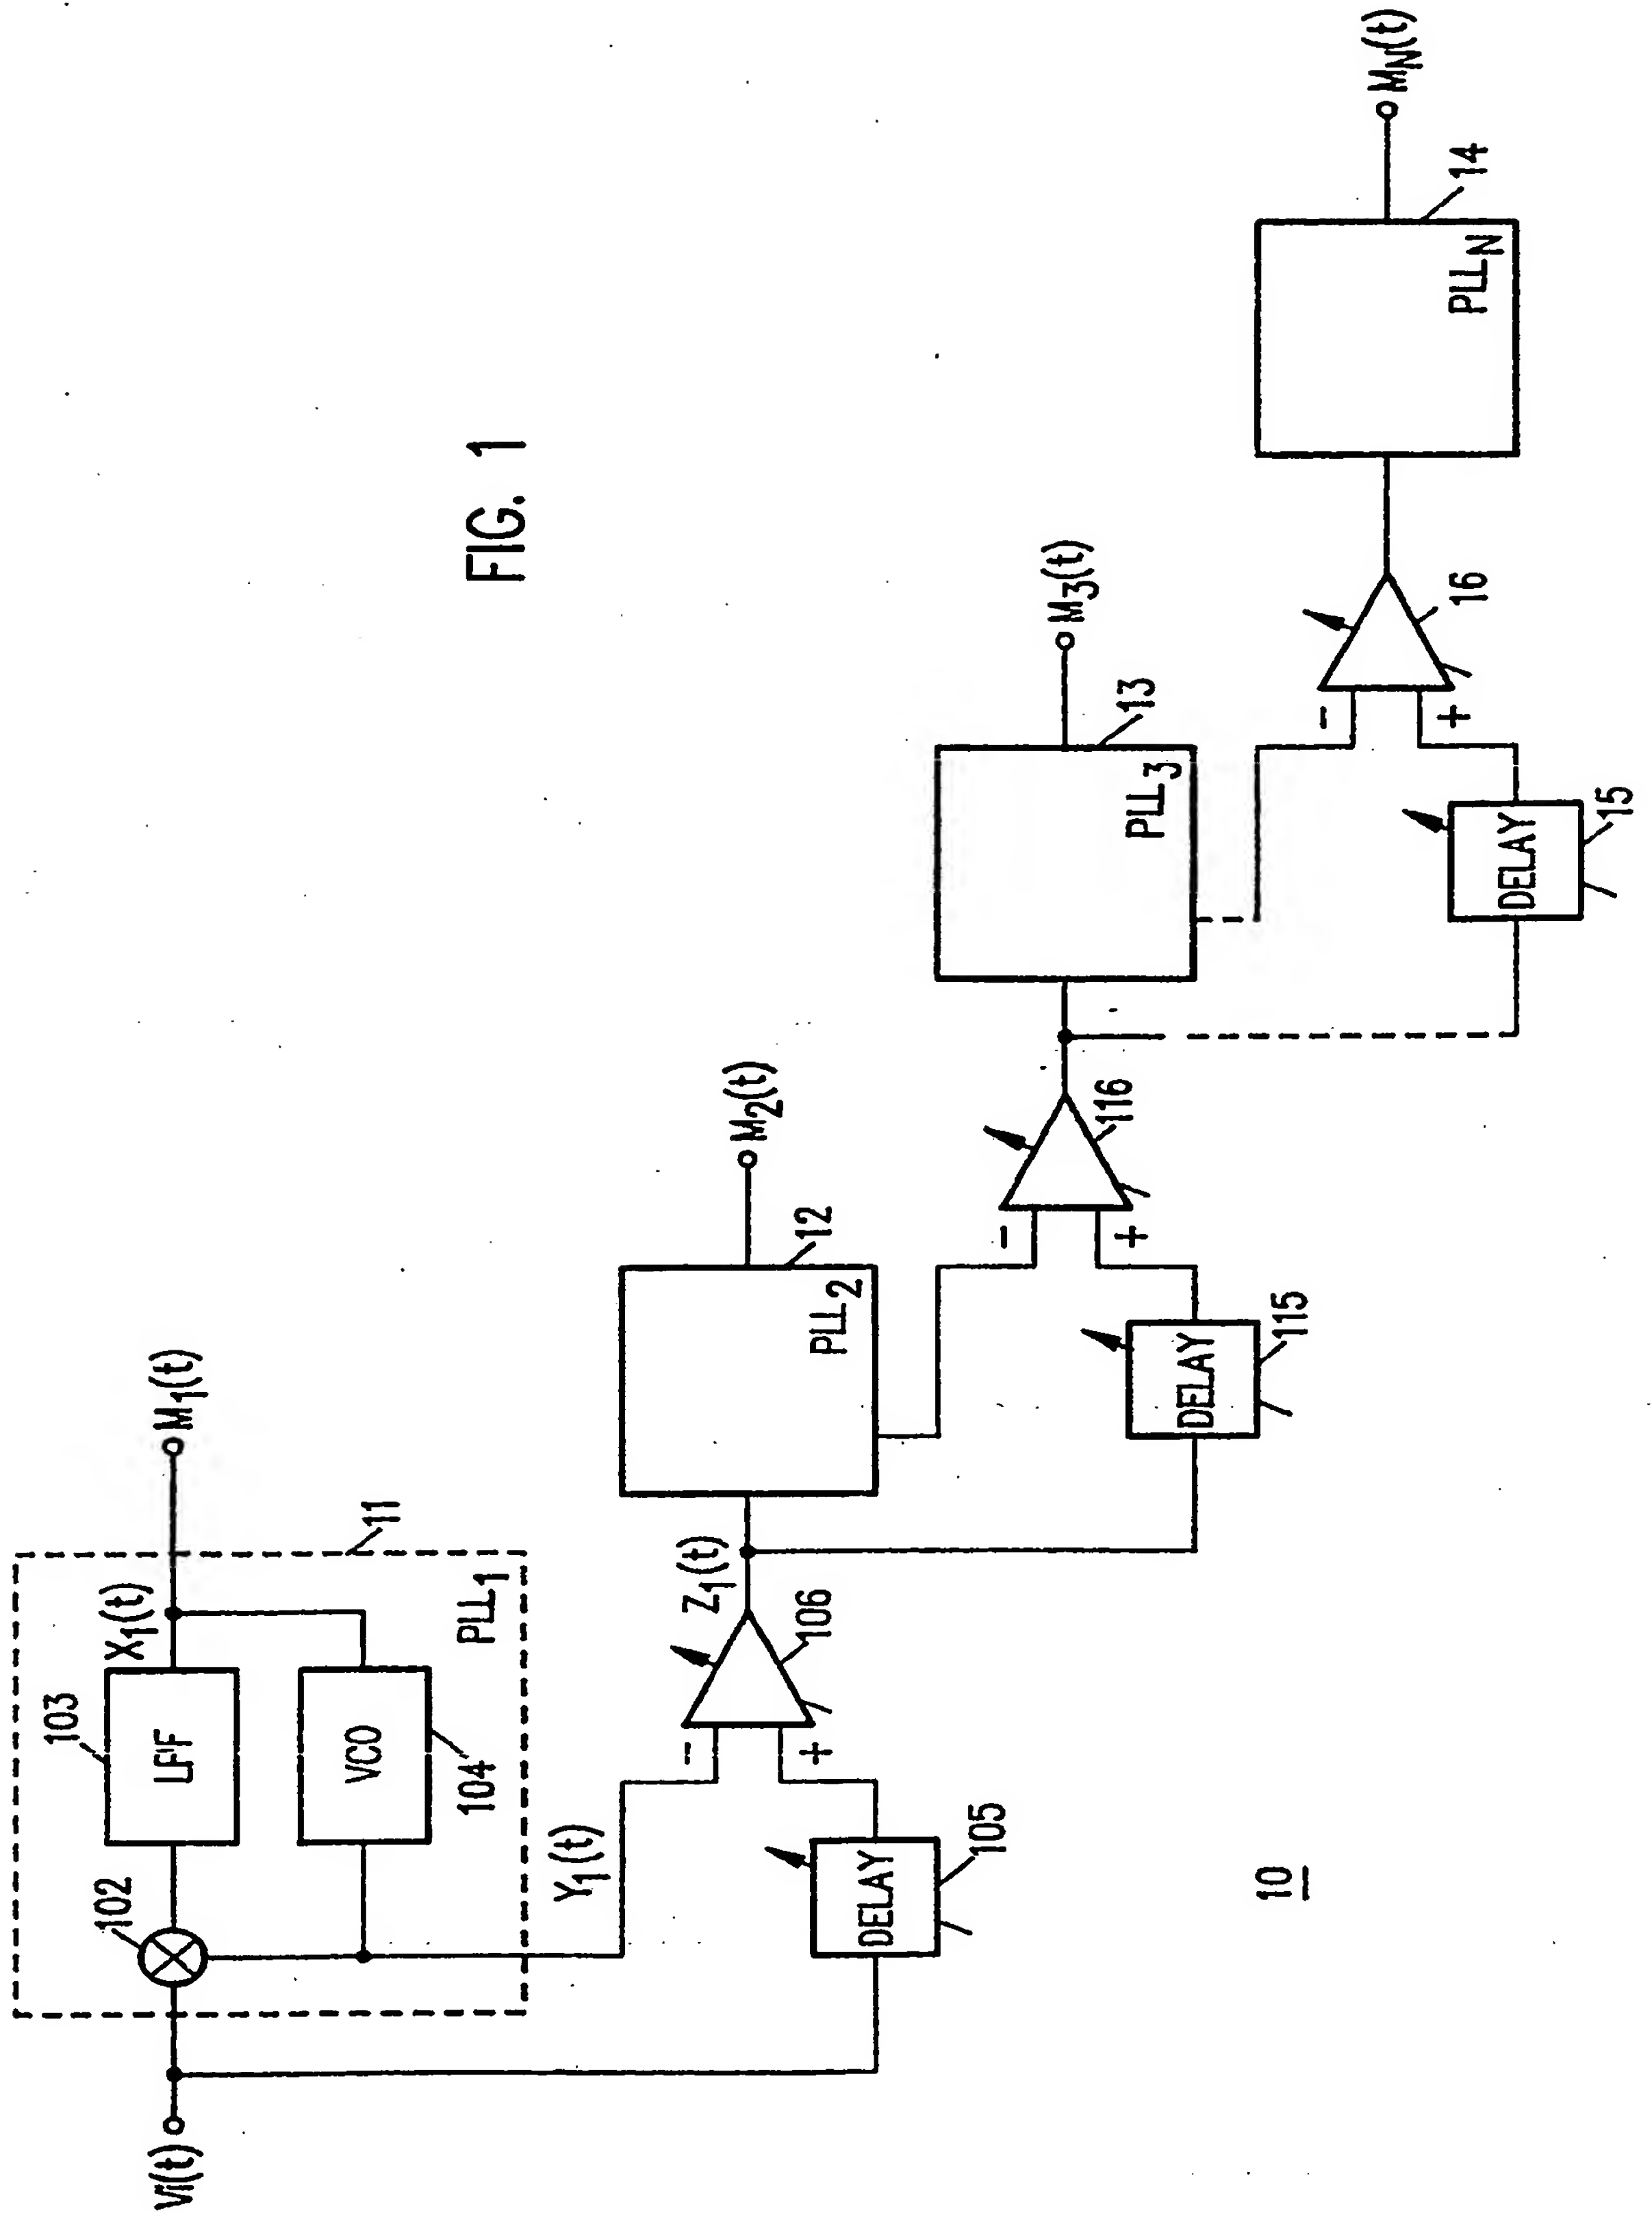 FIG. 1
Vi(t)
102
103
LF'F
X1(t)
M1(t)
VCO
104
PLL1
11
Y1(t)
DELAY
105
-
+
106
Z1(t)
PLL2
12
M2(t)
DELAY
115
-
+
116
PLL3
13
M3(t)
DELAY
15
-
+
16
PLLN
14
MN(t)
10